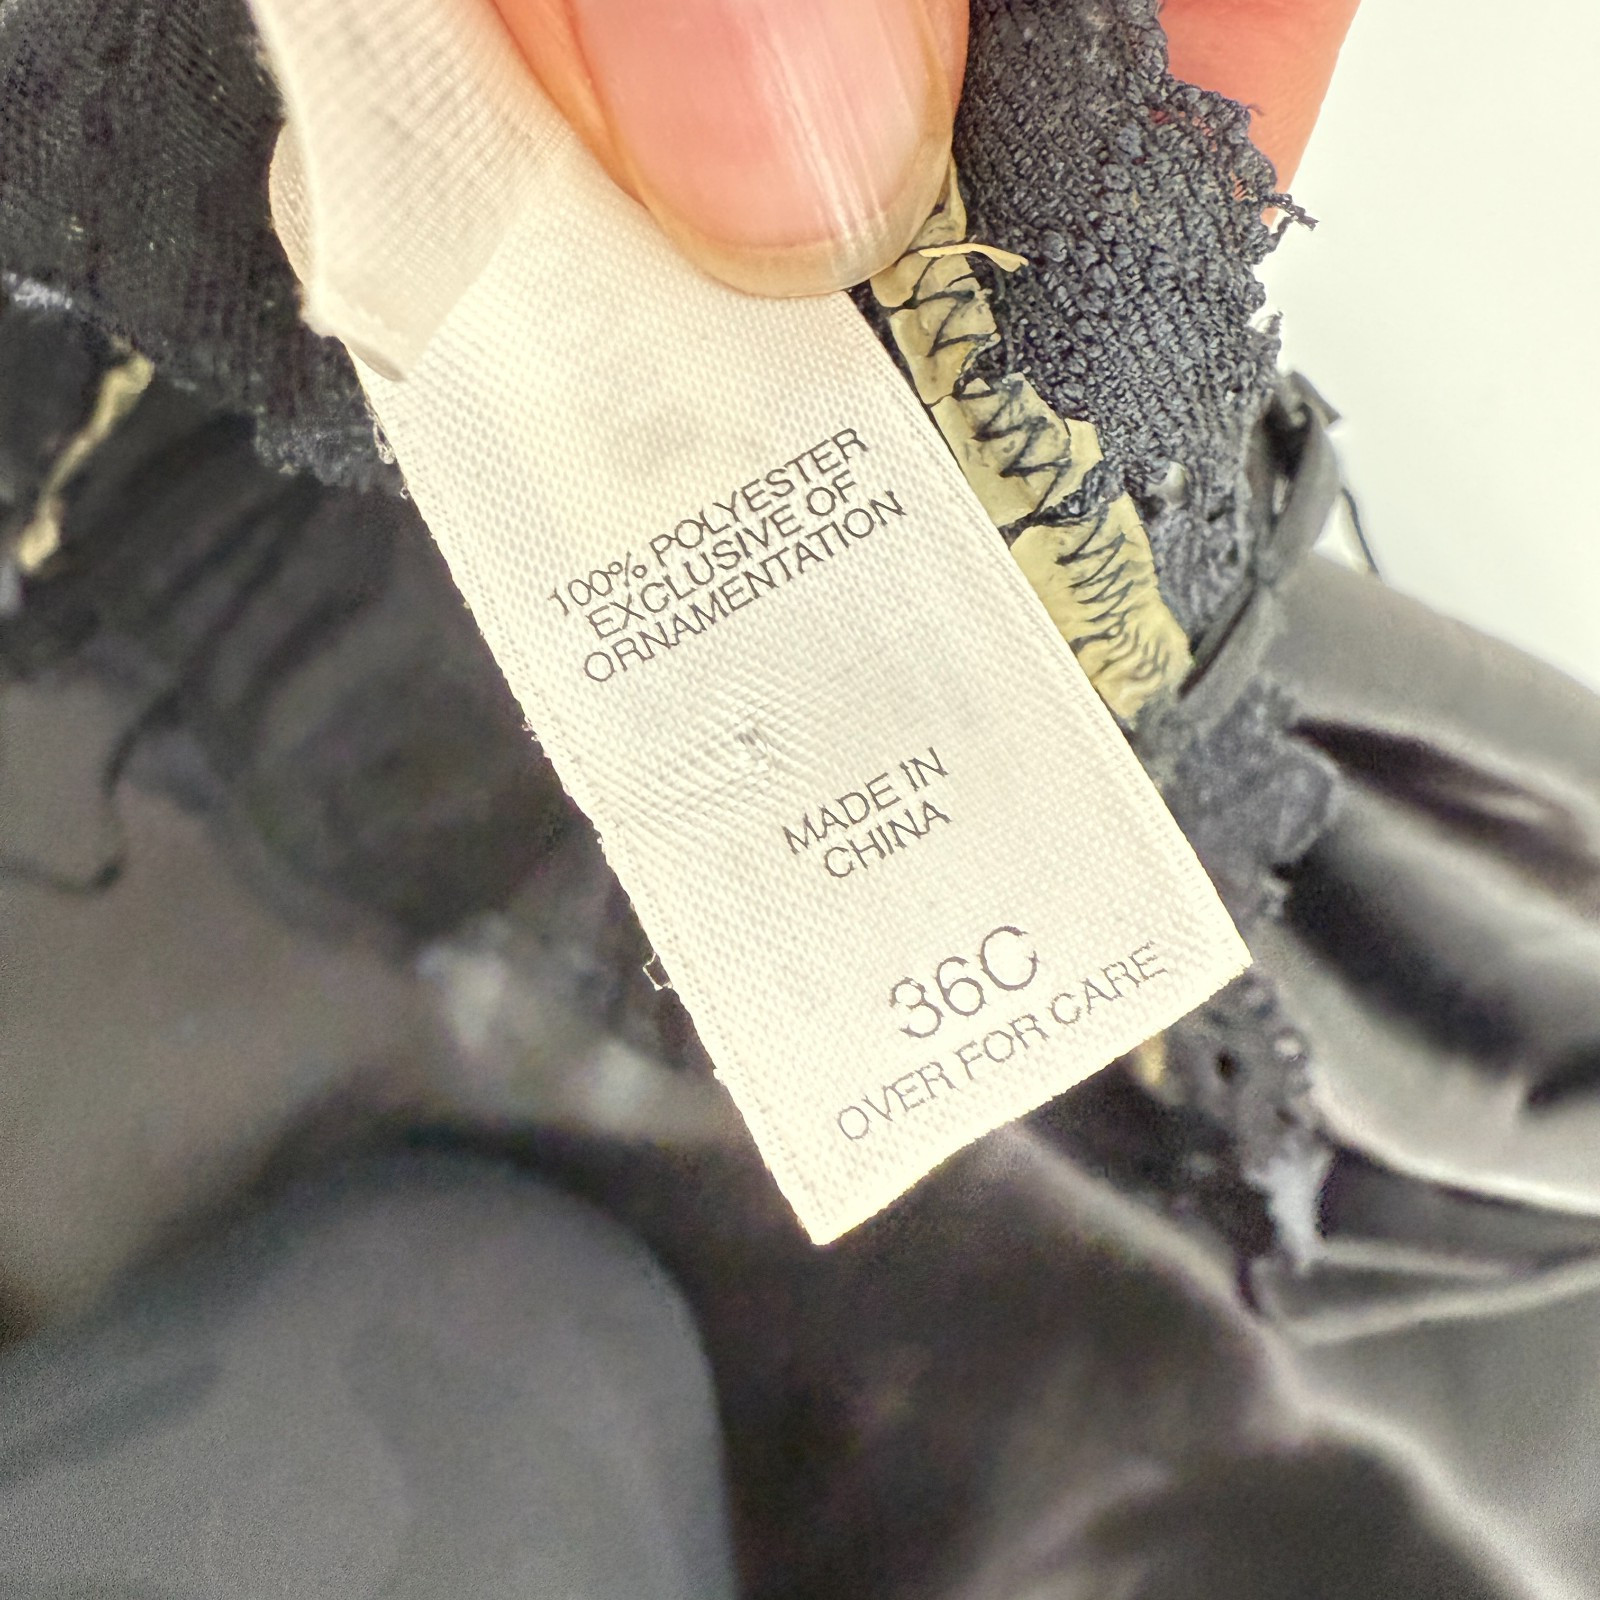 100% POLYESTER
EXCLUSIVE OF
ORNAMENTATION
MADE IN
CHINA
36C
OVER FOR CARE